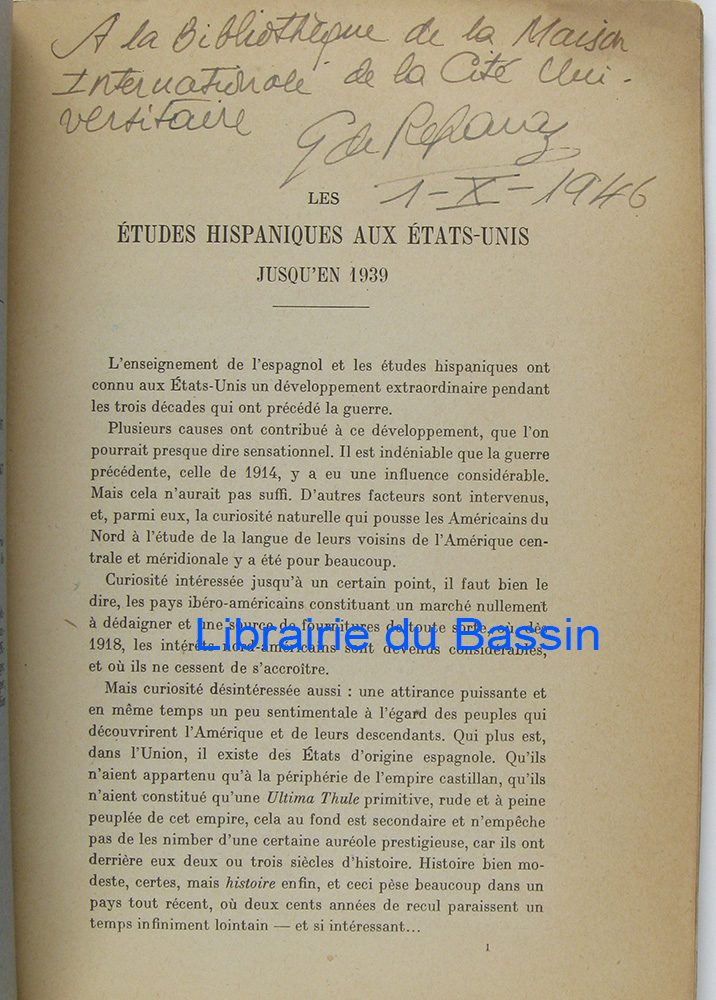 A la Bibliothèque de la Maison
Internationale de la Cité Uni-
versitaire
G de Reparaz
1-X-1946
LES
ÉTUDES HISPANIQUES AUX ÉTATS-UNIS
JUSQU'EN 1939
L'enseignement de l'espagnol et les études hispaniques ont
connu aux États-Unis un développement extraordinaire pendant
les trois décades qui ont précédé la guerre.
Plusieurs causes ont contribué à ce développement, que l'on
pourrait presque dire sensationnel. Il est indéniable que la guerre
précédente, celle de 1914, y a eu une influence considérable.
Mais cela n'aurait pas suffi. D'autres facteurs sont intervenus,
et, parmi eux, la curiosité naturelle qui pousse les Américains du
Nord à l'étude de la langue de leurs voisins de l'Amérique cen-
trale et méridionale y a été pour beaucoup.
Curiosité intéressée jusqu'à un certain point, il faut bien le
dire, les pays ibéro-américains constituant un marché nullement
à dédaigner et une source de fournitures de toute sorte, où, dès
1918, les intérêts nord-américains sont devenus considérables,
et où ils ne cessent de s'accroître.
Librairie du Bassin
Mais curiosité désintéressée aussi : une attirance puissante et
en même temps un peu sentimentale à l'égard des peuples qui
découvrirent l'Amérique et de leurs descendants. Qui plus est,
dans l'Union, il existe des États d'origine espagnole. Qu'ils
n'aient appartenu qu'à la périphérie de l'empire castillan, qu'ils
n'aient constitué qu'une Ultima Thule primitive, rude et à peine
peuplée de cet empire, cela au fond est secondaire et n'empêche
pas de les nimber d'une certaine auréole prestigieuse, car ils ont
derrière eux deux ou trois siècles d'histoire. Histoire bien mo-
deste, certes, mais histoire enfin, et ceci pèse beaucoup dans un
pays tout récent, où deux cents années de recul paraissent un
temps infiniment lointain — et si intéressant...
1